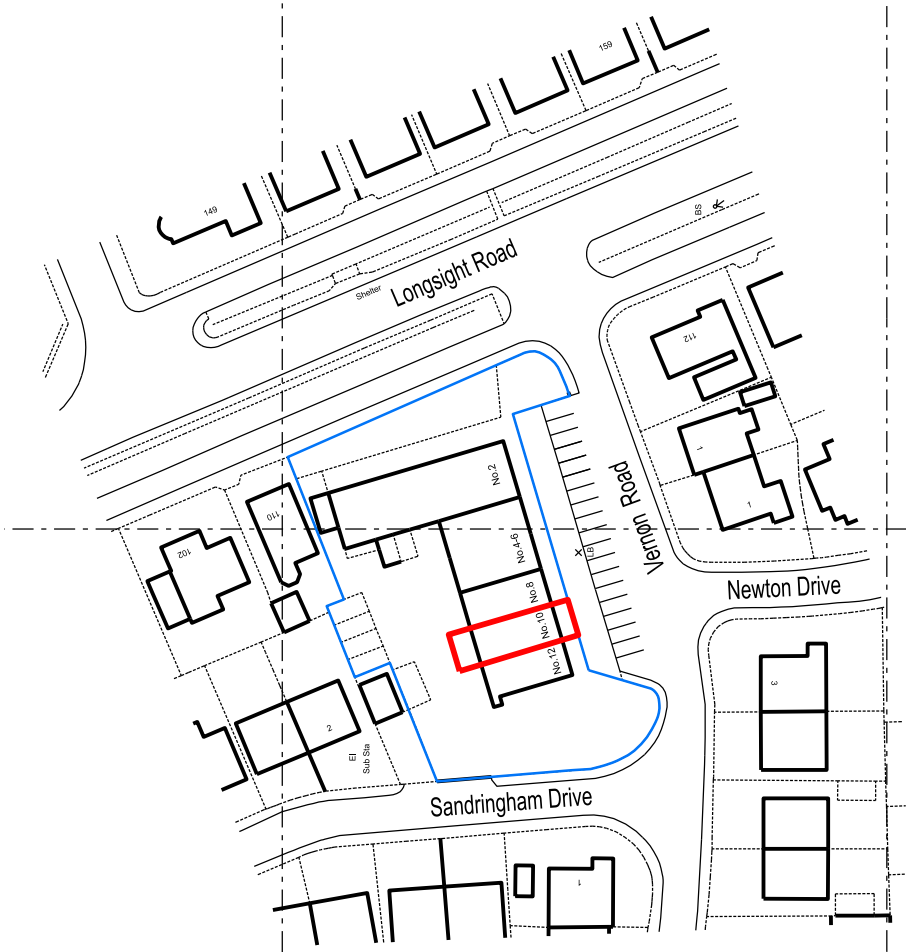 159
149
BS
Longsight Road
Shelter
112
No.2
1
110
1
Vernon Road
No.4-6
LB
102
No.8
Newton Drive
No.10
No.12
3
2
El
Sub Sta
Sandringham Drive
1